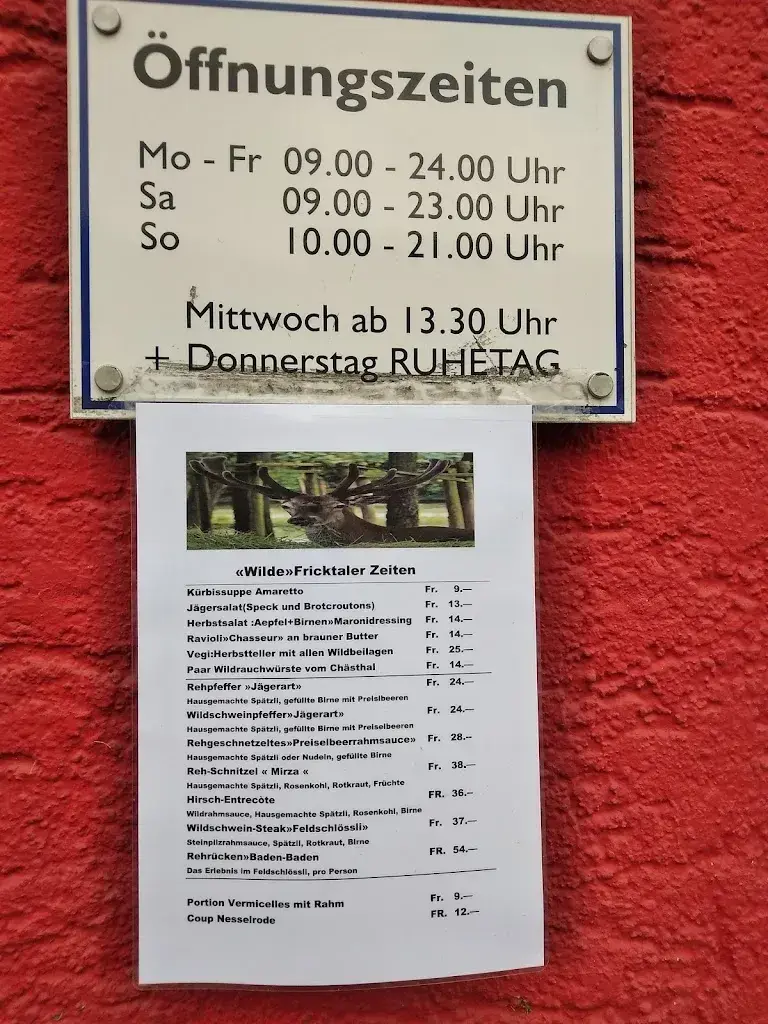 Öffnungszeiten
Mo - Fr 09.00 - 24.00 Uhr
Sa 09.00 - 23.00 Uhr
So 10.00 - 21.00 Uhr
Mittwoch ab 13.30 Uhr
+ Donnerstag RUHETAG
«Wilde»Fricktaler Zeiten
Kürbissuppe Amaretto Fr. 9.—
Jägersalat(Speck und Brotcroutons) Fr. 13.—
Herbstsalat :Aepfel+Birnen»Maronidressing Fr. 14.—
Ravioli»Chasseur» an brauner Butter Fr. 14.—
Vegi:Herbstteller mit allen Wildbeilagen Fr. 25.—
Paar Wildrauchwürste vom Chästhal Fr. 14.—
Rehpfeffer »Jägerart» Fr. 24.—
Hausgemachte Spätzli, gefüllte Birne mit Preislbeeren
Wildschweinpfeffer»Jägerart» Fr. 24.—
Hausgemachte Spätzli, gefüllte Birne mit Preiselbeeren
Rehgeschnetzeltes»Preiselbeerrahmsauce» Fr. 28.--
Hausgemachte Spätzli oder Nudeln, gefüllte Birne
Reh-Schnitzel « Mirza « Fr. 38.—
Hausgemachte Spätzli, Rosenkohl, Rotkraut, Früchte
Hirsch-Entrecôte FR. 36.—
Wildrahmsauce, Hausgemachte Spätzli, Rosenkohl, Birne
Wildschwein-Steak»Feldschlössli» Fr. 37.—
Steinpilzrahmsauce, Spätzli, Rotkraut, Birne
Rehrücken»Baden-Baden FR. 54.—
Das Erlebnis im Feldschlössli, pro Person
Portion Vermicelles mit Rahm Fr. 9.—
Coup Nesselrode FR. 12.—